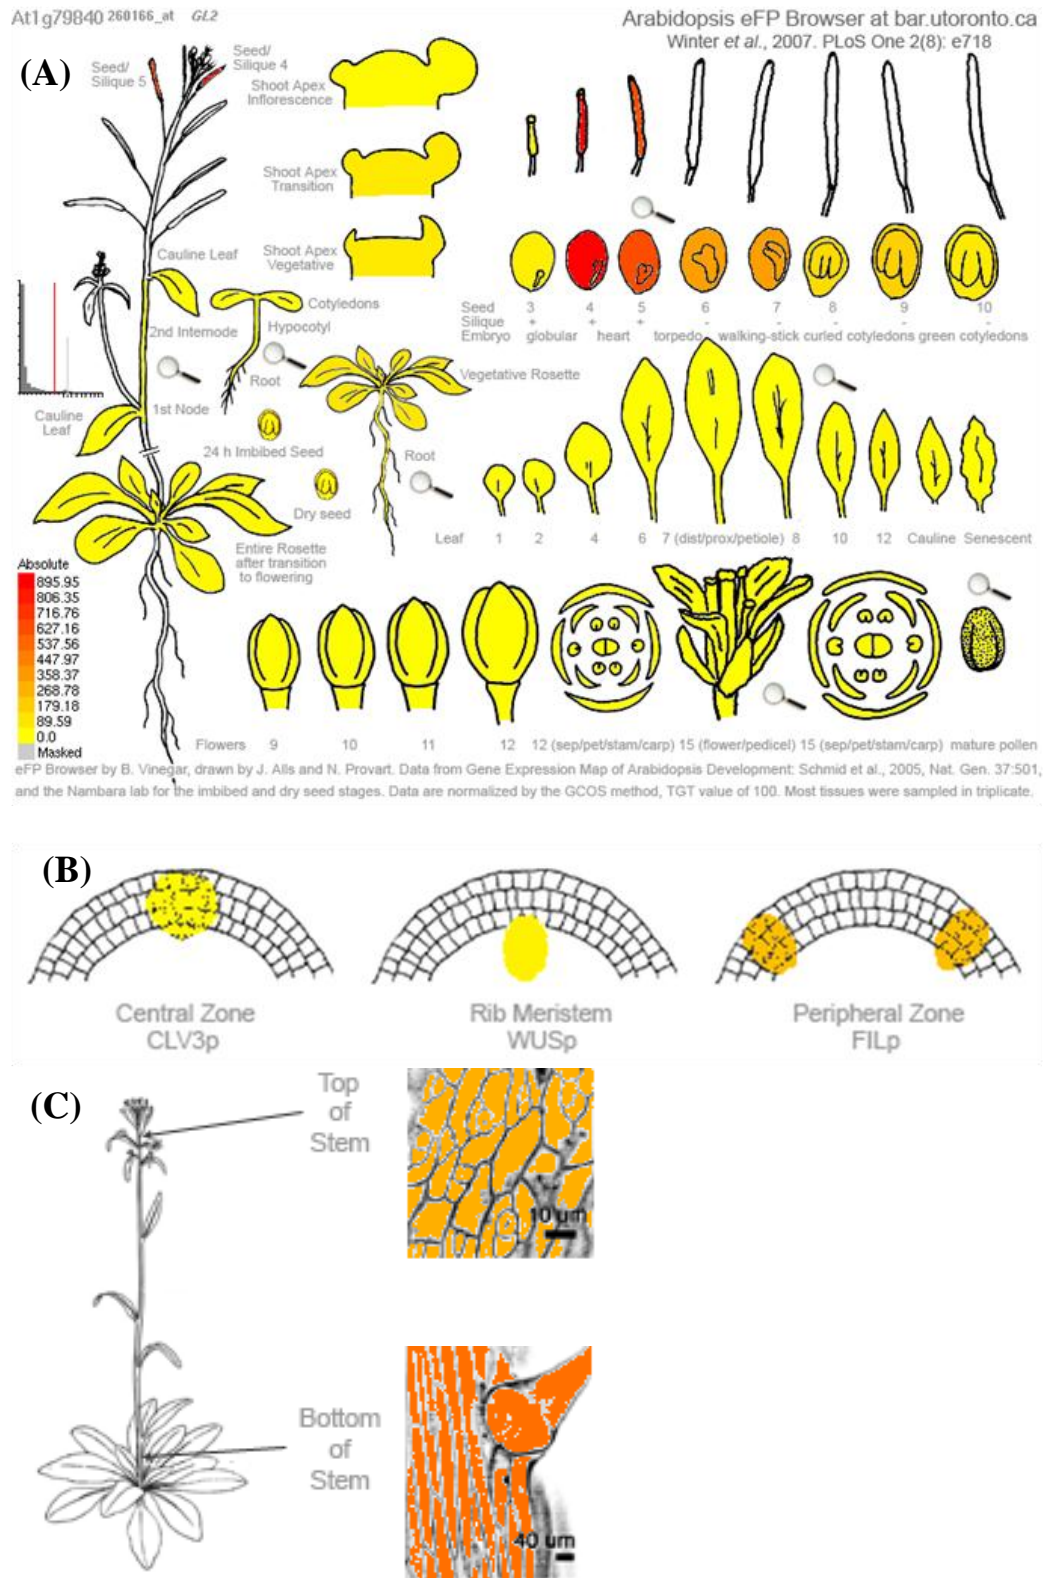 At1g79840 260166_at GL2
Arabidopsis eFP Browser at bar.utoronto.ca
Winter et al., 2007. PLoS One 2(8): e718
(A)
Seed/
Silique 5
Seed/
Silique 4
Shoot Apex
Inflorescence
Shoot Apex
Transition
Shoot Apex
Vegetative
Cauline Leaf
2nd Internode
Cotyledons
Hypocotyl
Root
1st Node
Cauline
Leaf
24 h Imbibed Seed
Dry seed
Vegetative Rosette
Root
Entire Rosette
after transition
to flowering
Seed 3 4 5 6 7 8 9 10
Silique + + + - - - - -
Embryo globular heart torpedo walking-stick curled cotyledons green cotyledons
Leaf 1 2 4 6 7 (dist/prox/petiole) 8 10 12 Cauline Senescent
Absolute
895.95
806.35
716.76
627.16
537.56
447.97
358.37
268.78
179.18
89.59
0.0
Masked
Flowers 9 10 11 12 12 (sep/pet/stam/carp) 15 (flower/pedicel) 15 (sep/pet/stam/carp) mature pollen
eFP Browser by B. Vinegar, drawn by J. Alls and N. Provart. Data from Gene Expression Map of Arabidopsis Development: Schmid et al., 2005, Nat. Gen. 37:501,
and the Nambara lab for the imbibed and dry seed stages. Data are normalized by the GCOS method, TGT value of 100. Most tissues were sampled in triplicate.
(B)
Central Zone
CLV3p
Rib Meristem
WUSp
Peripheral Zone
FILp
(C)
Top
of
Stem
10 um
Bottom
of
Stem
40 um